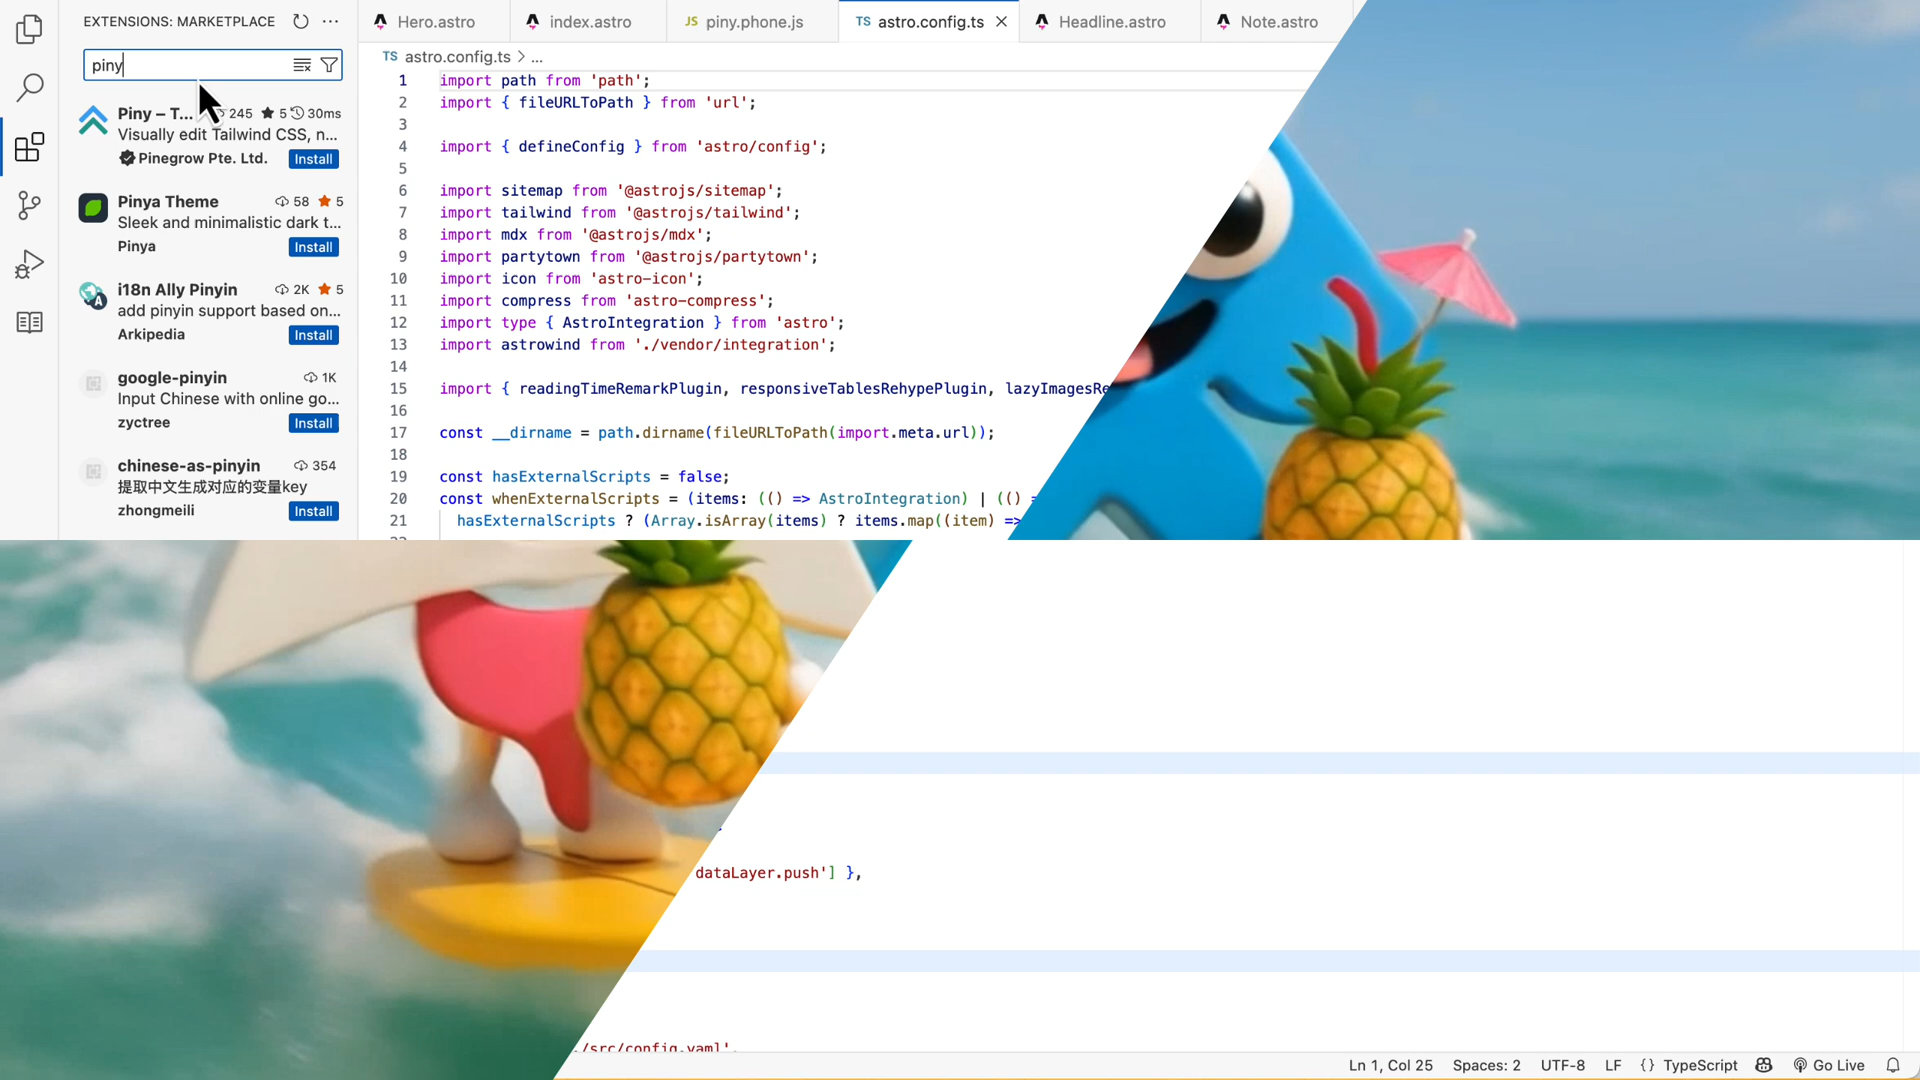 EXTENSIONS: MARKETPLACE
piny
Piny – T... 245 5 30ms
Visually edit Tailwind CSS, n...
Pinegrow Pte. Ltd. Install
Pinya Theme 58 5
Sleek and minimalistic dark t...
Pinya Install
i18n Ally Pinyin 2K 5
add pinyin support based on...
Arkipedia Install
google-pinyin 1K
Input Chinese with online go...
zyctree Install
chinese-as-pinyin 354
提取中文生成对应的变量key
zhongmeili Install
Hero.astro index.astro JS piny.phone.js TS astro.config.ts Headline.astro Note.astro
TS astro.config.ts > ...
1 import path from 'path';
2 import { fileURLToPath } from 'url';
3
4 import { defineConfig } from 'astro/config';
5
6 import sitemap from '@astrojs/sitemap';
7 import tailwind from '@astrojs/tailwind';
8 import mdx from '@astrojs/mdx';
9 import partytown from '@astrojs/partytown';
10 import icon from 'astro-icon';
11 import compress from 'astro-compress';
12 import type { AstroIntegration } from 'astro';
13 import astrowind from './vendor/integration';
14
15 import { readingTimeRemarkPlugin, responsiveTablesRehypePlugin, lazyImagesRe
16
17 const __dirname = path.dirname(fileURLToPath(import.meta.url));
18
19 const hasExternalScripts = false;
20 const whenExternalScripts = (items: (() => AstroIntegration) | (() =
21 hasExternalScripts ? (Array.isArray(items) ? items.map((item) =>
dataLayer.push'] },
/src/config.yaml',
Ln 1, Col 25 Spaces: 2 UTF-8 LF {} TypeScript Go Live